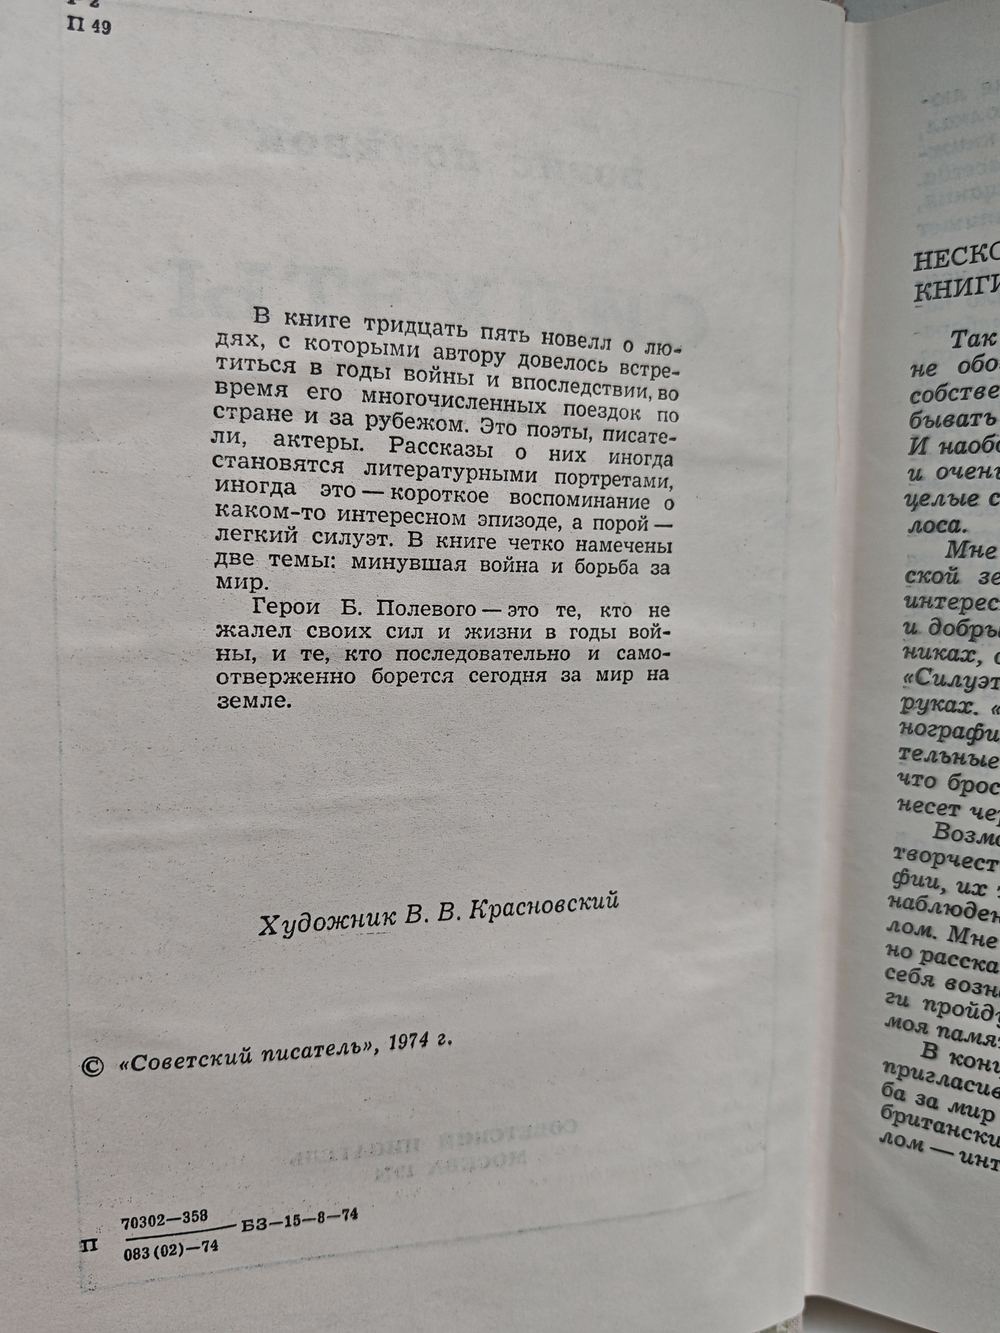 П 49
В книге тридцать пять новелл о лю-
дях, с которыми автору довелось встре-
титься в годы войны и впоследствии, во
время его многочисленных поездок по
стране и за рубежом. Это поэты, писате-
ли, актеры. Рассказы о них иногда
становятся литературными портретами,
иногда это — короткое воспоминание о
каком-то интересном эпизоде, а порой —
легкий силуэт. В книге четко намечены
две темы: минувшая война и борьба за
мир.
Герои Б. Полевого — это те, кто не
жалел своих сил и жизни в годы вой-
ны, и те, кто последовательно и само-
отверженно борется сегодня за мир на
земле.
Художник В. В. Красновский
© «Советский писатель», 1974 г.
70302—358
П БЗ—15—8—74
083(02)—74
НЕСКО
КНИГИ
Так
не обо
собстве
бывать
И наобо
и очень
целые с
лоса.
Мне
ской зе
интерес
и добры
никах, с
«Силуэт
руках. «
нографи
тельные
что брос
несет че
Возмо
творчест
фии, их
наблюден
лом. Мне
но расска
себя возн
ги пройд
моя памя
В конц
пригласив
ба за мир
британски
лом — инт